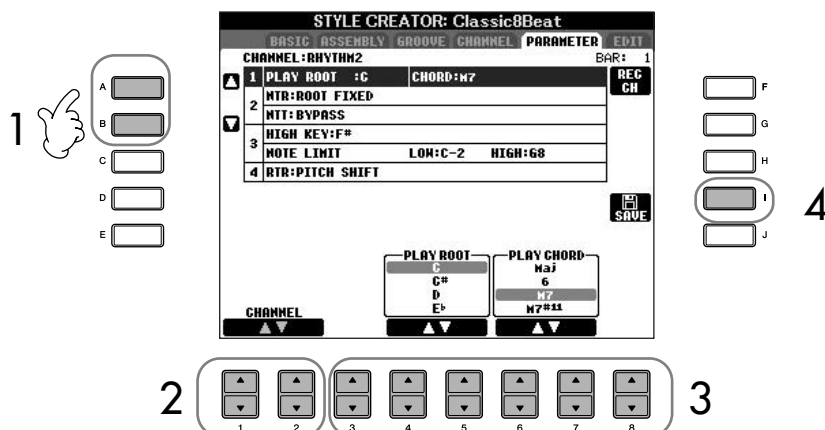 STYLE CREATOR: Classic8Beat
BASIC ASSEMBLY GROOVE CHANNEL PARAMETER EDIT
CHANNEL:RHYTHM2 BAR: 1
1 PLAY ROOT :C CHORD:M7 REC CH
2 NTR:ROOT FIXED
NTT:BYPASS
3 HIGH KEY:F#
NOTE LIMIT LOW:C-2 HIGH:G8
4 RTR:PITCH SHIFT
SAVE
PLAY ROOT PLAY CHORD
C Maj
C# 6
D M7
E♭ M7#11
CHANNEL
A
B
C
D
E
F
G
H
I
J
1
4
2
3
1 2 3 4 5 6 7 8